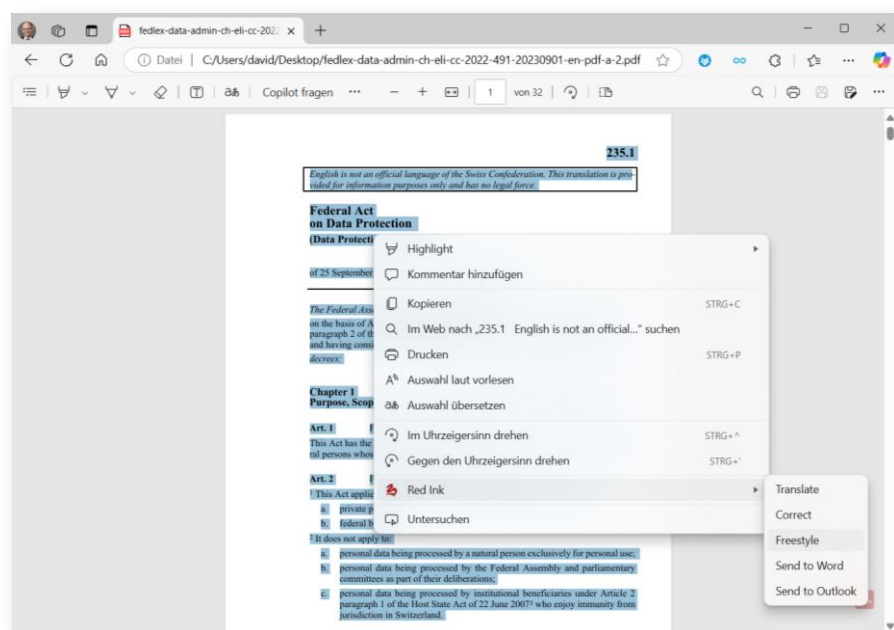 fedlex-data-admin-ch-eli-cc-202
Datei | C:/Users/david/Desktop/fedlex-data-admin-ch-eli-cc-2022-491-20230901-en-pdf-a-2.pdf
Copilot fragen 1 von 32
235.1
English is not an official language of the Swiss Confederation. This translation is pro-
vided for information purposes only and has no legal force.
Federal Act
on Data Protection
(Data Protecti
of 25 September
The Federal Ass
on the basis of A
paragraph 2 of th
and having consi
decrees:
Chapter 1
Purpose, Scop
Art. 1
This Act has the
ral persons whos
Art. 2
1 This Act applie
a. private p
b. federal b
2 It does not apply to:
a. personal data being processed by a natural person exclusively for personal use;
b. personal data being processed by the Federal Assembly and parliamentary
committees as part of their deliberations;
c. personal data being processed by institutional beneficiaries under Article 2
paragraph 1 of the Host State Act of 22 June 2007³ who enjoy immunity from
jurisdiction in Switzerland.
Highlight
Kommentar hinzufügen
Kopieren STRG+C
Im Web nach „235.1 English is not an official...“ suchen
Drucken STRG+P
Auswahl laut vorlesen
Auswahl übersetzen
Im Uhrzeigersinn drehen STRG+^
Gegen den Uhrzeigersinn drehen STRG+`
Red Ink
Untersuchen
Translate
Correct
Freestyle
Send to Word
Send to Outlook